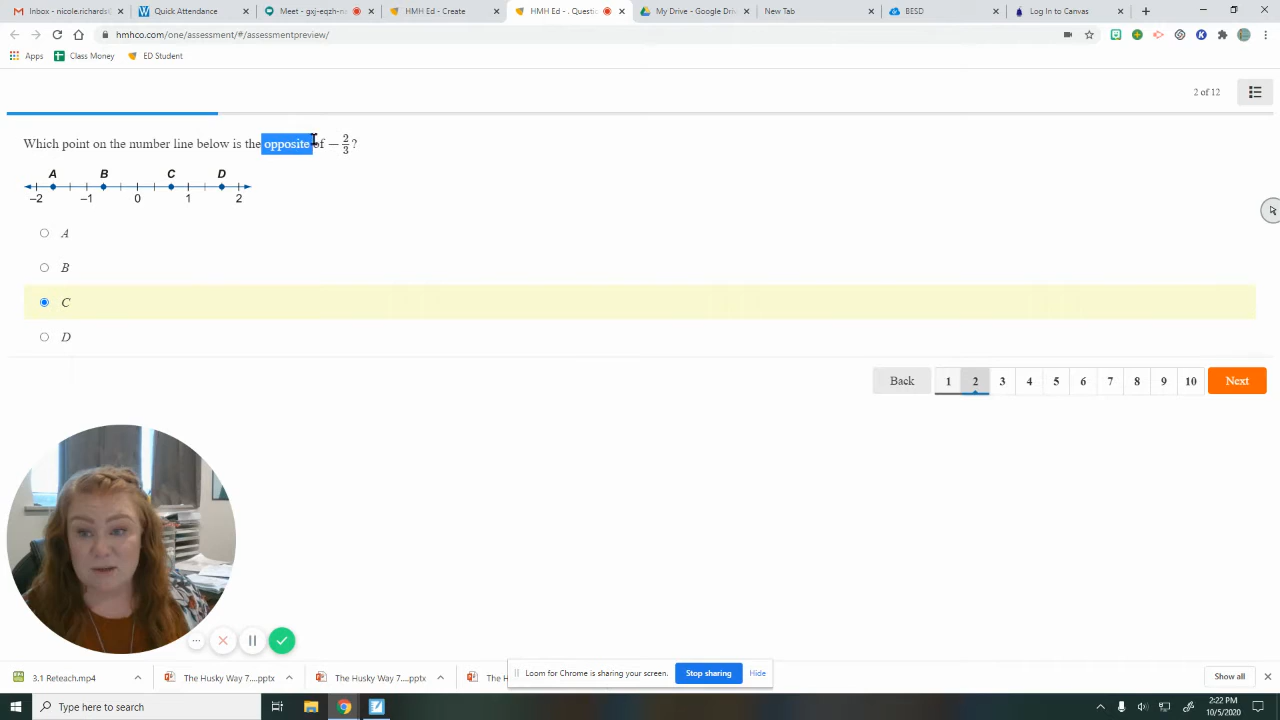 Inbox - nicole.richards@
Quick Attendance
Meet - gxj-eqzh-n
HMH Ed - Create
HMH Ed - . Questic
My Drive - Google Driv
New Tab
BESD
Log In to Canvas
hmhco.com/one/assessment/#/assessmentpreview/
Apps
Class Money
ED Student
2 of 12
Which point on the number line below is the opposite of −2/3?
A B C D
−2 −1 0 1 2
A
B
C
D
Back 1 2 3 4 5 6 7 8 9 10 Next
3.1 Reteach.mp4
The Husky Way 7....pptx
The Husky Way ....pptx
The H
Loom for Chrome is sharing your screen.
Stop sharing
Hide
Show all
Type here to search
2:22 PM
10/5/2020